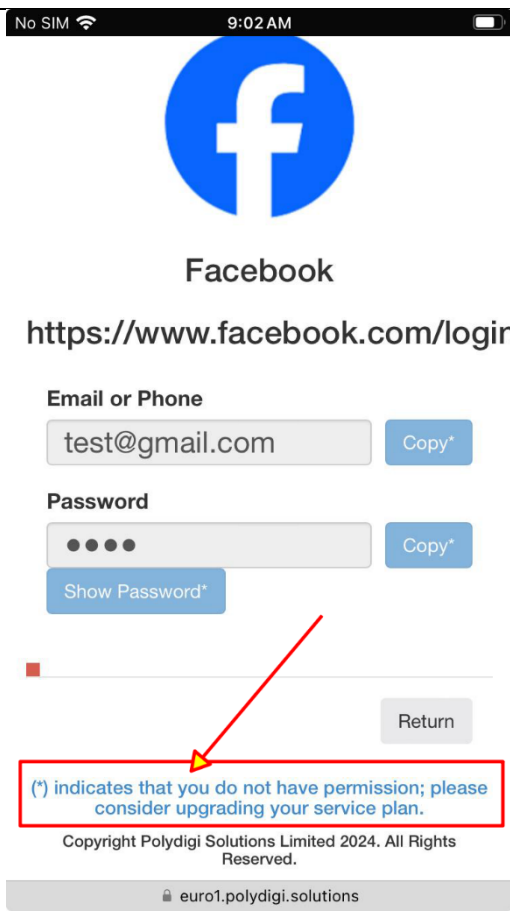 No SIM 9:02 AM
Facebook
https://www.facebook.com/login
Email or Phone
test@gmail.com Copy*
Password
●●●● Copy*
Show Password*
Return
(*) indicates that you do not have permission; please
consider upgrading your service plan.
Copyright Polydigi Solutions Limited 2024. All Rights
Reserved.
euro1.polydigi.solutions